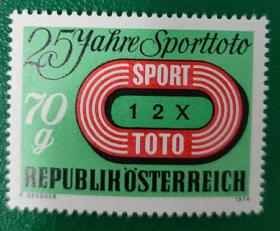 25 Jahre Sporttoto
70
g
SPORT
1 2 X
TOTO
REPUBLIK ÖSTERREICH
1974